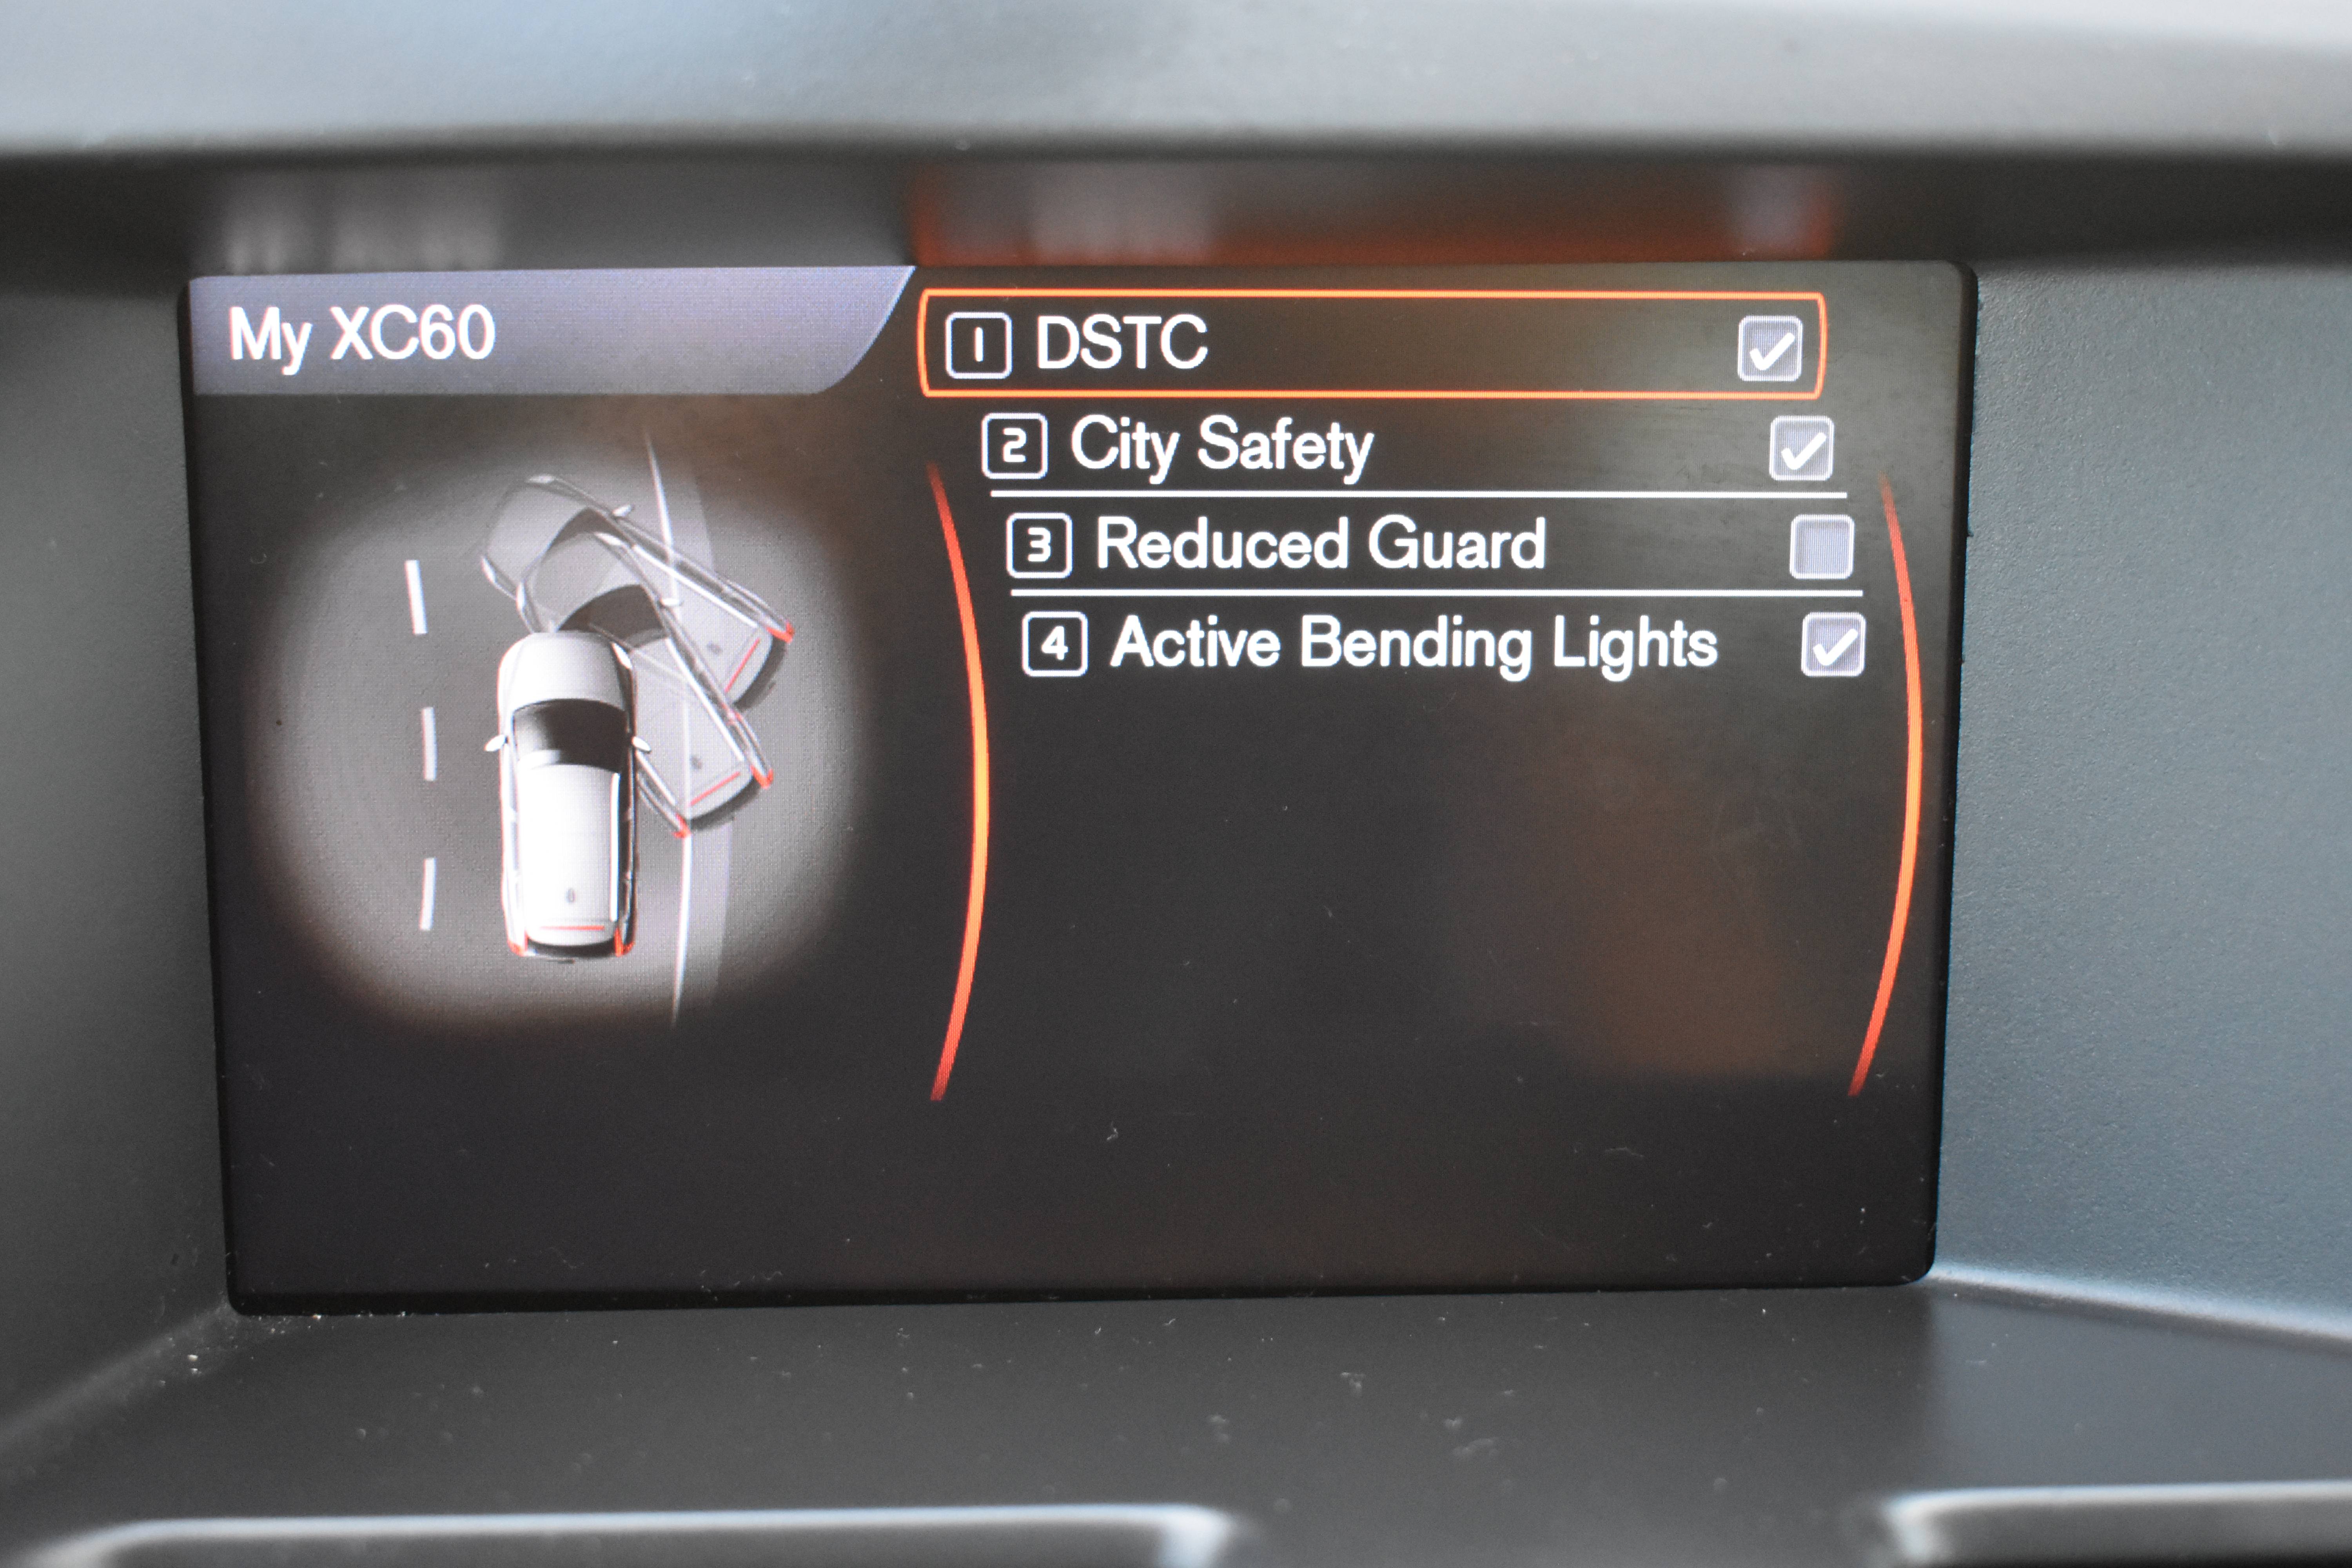 My XC60
1 DSTC
2 City Safety
3 Reduced Guard
4 Active Bending Lights